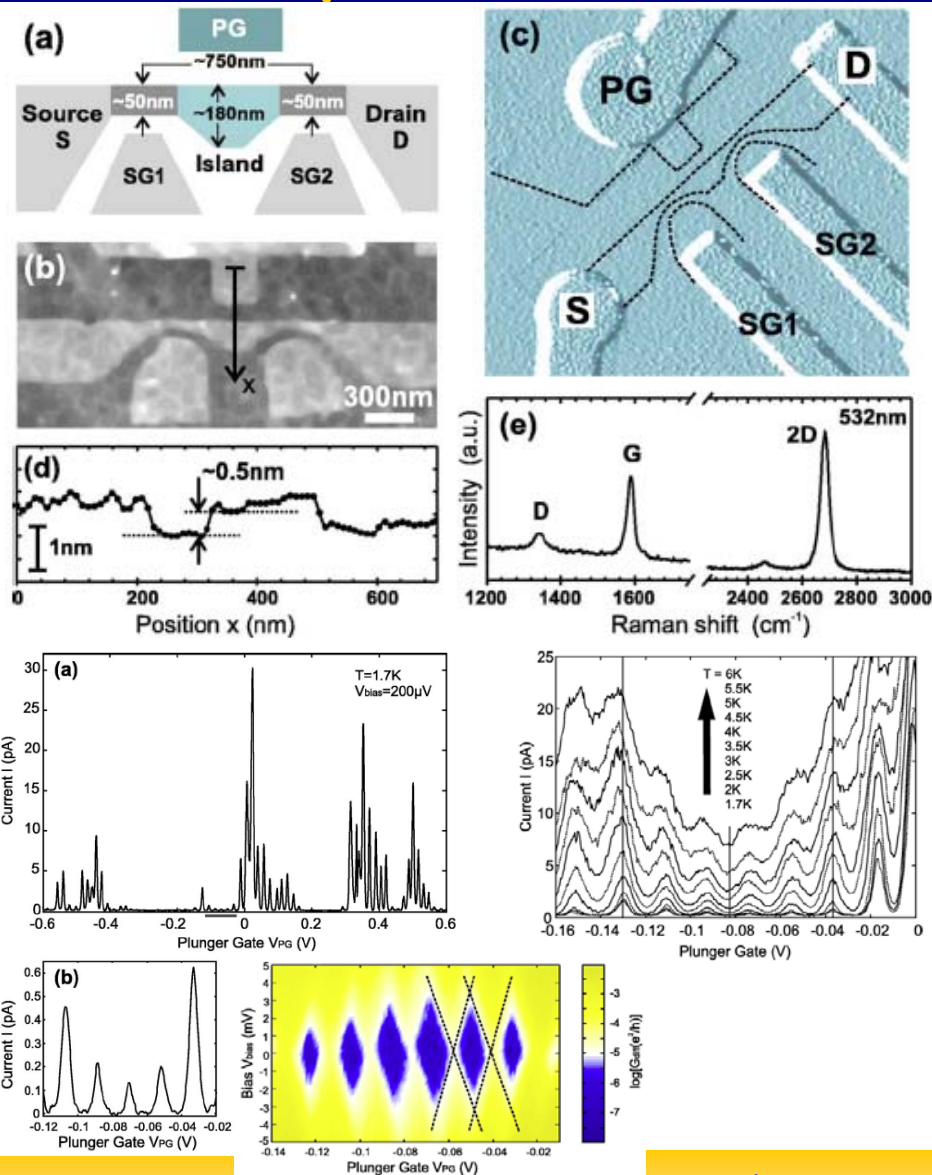 (a)
PG
~750nm
~50nm
~180nm
~50nm
Source
S
Drain
D
Island
SG1
SG2
(b)
x
300nm
(c)
PG
D
SG2
S
SG1
(d)
~0.5nm
1nm
0
200
400
600
Position x (nm)
(e)
532nm
D
G
2D
Intensity (a.u.)
1200
1400
1600
2400
2600
2800
3000
Raman shift (cm⁻¹)
(a)
T=1.7K
Vbias=200µV
Current I (pA)
30
25
20
15
10
5
0
-0.6
-0.4
-0.2
0
0.2
0.4
0.6
Plunger Gate VPG (V)
T = 6K
5.5K
5K
4.5K
4K
3.5K
3K
2.5K
2K
1.7K
Current I (pA)
25
20
15
10
5
0
-0.16
-0.14
-0.13
-0.11
-0.10
-0.08
-0.07
-0.05
-0.04
-0.02
0
Plunger Gate (V)
(b)
Current I (pA)
0.6
0.5
0.4
0.3
0.2
0.1
0
-0.12
-0.10
-0.08
-0.06
-0.04
-0.02
Plunger Gate VPG (V)
Bias Vbias (mV)
5
4
3
2
1
0
-1
-2
-3
-4
-5
-0.14
-0.12
-0.1
-0.08
-0.06
-0.04
-0.02
Plunger Gate VPG (V)
-3
-4
-5
-6
-7
log[Gdiff(e²/h)]